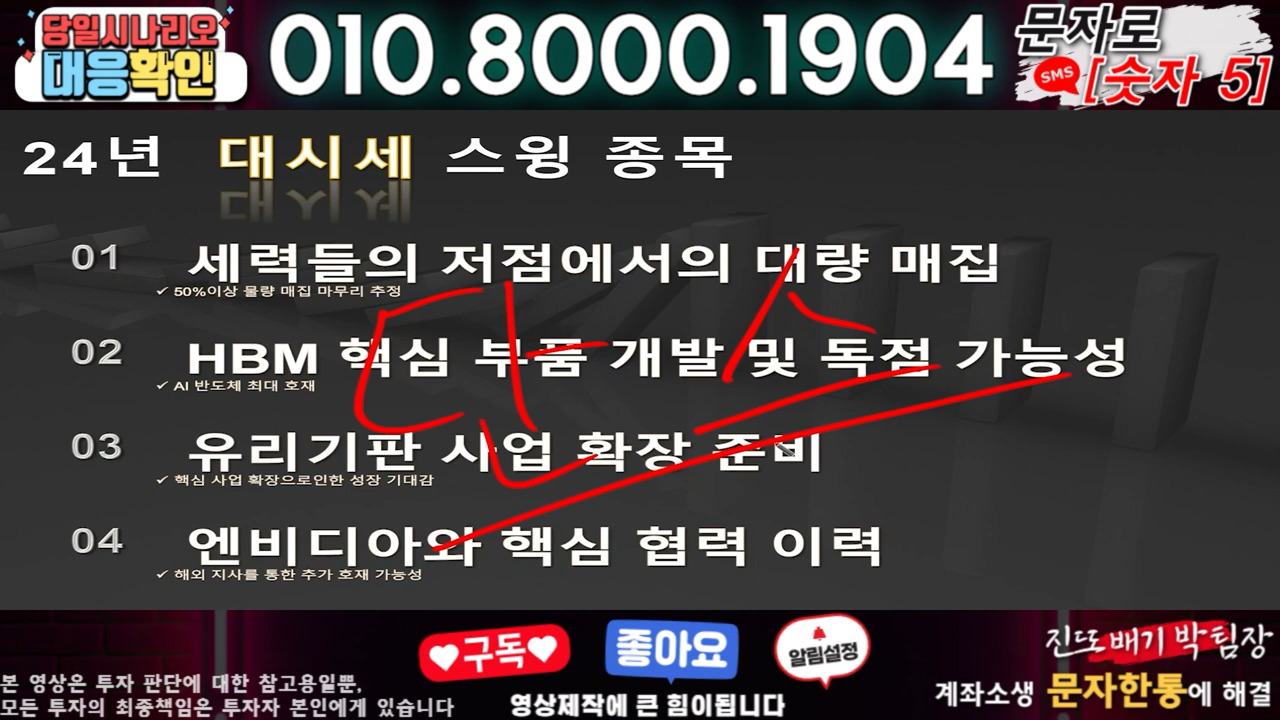 당일시나리오
대응확인
010.8000.1904
문자로
SMS [숫자 5]
24년 대시세 스윙 종목
01 세력들의 저점에서의 대량 매집
✓ 50%이상 물량 매집 마무리 추정
02 HBM 핵심 부품 개발 및 독점 가능성
✓ AI 반도체 최대 호재
03 유리기판 사업 확장 준비
✓ 핵심 사업 확장으로인한 성장 기대감
04 엔비디아와 핵심 협력 이력
✓ 해외 지사를 통한 추가 호재 가능성
단스
구독
좋아요
알림설정
영상제작에 큰 힘이됩니다
본 영상은 투자 판단에 대한 참고용일뿐,
모든 투자의 최종책임은 투자자 본인에게 있습니다
진또배기 박팀장
계좌소생 문자한통에 해결